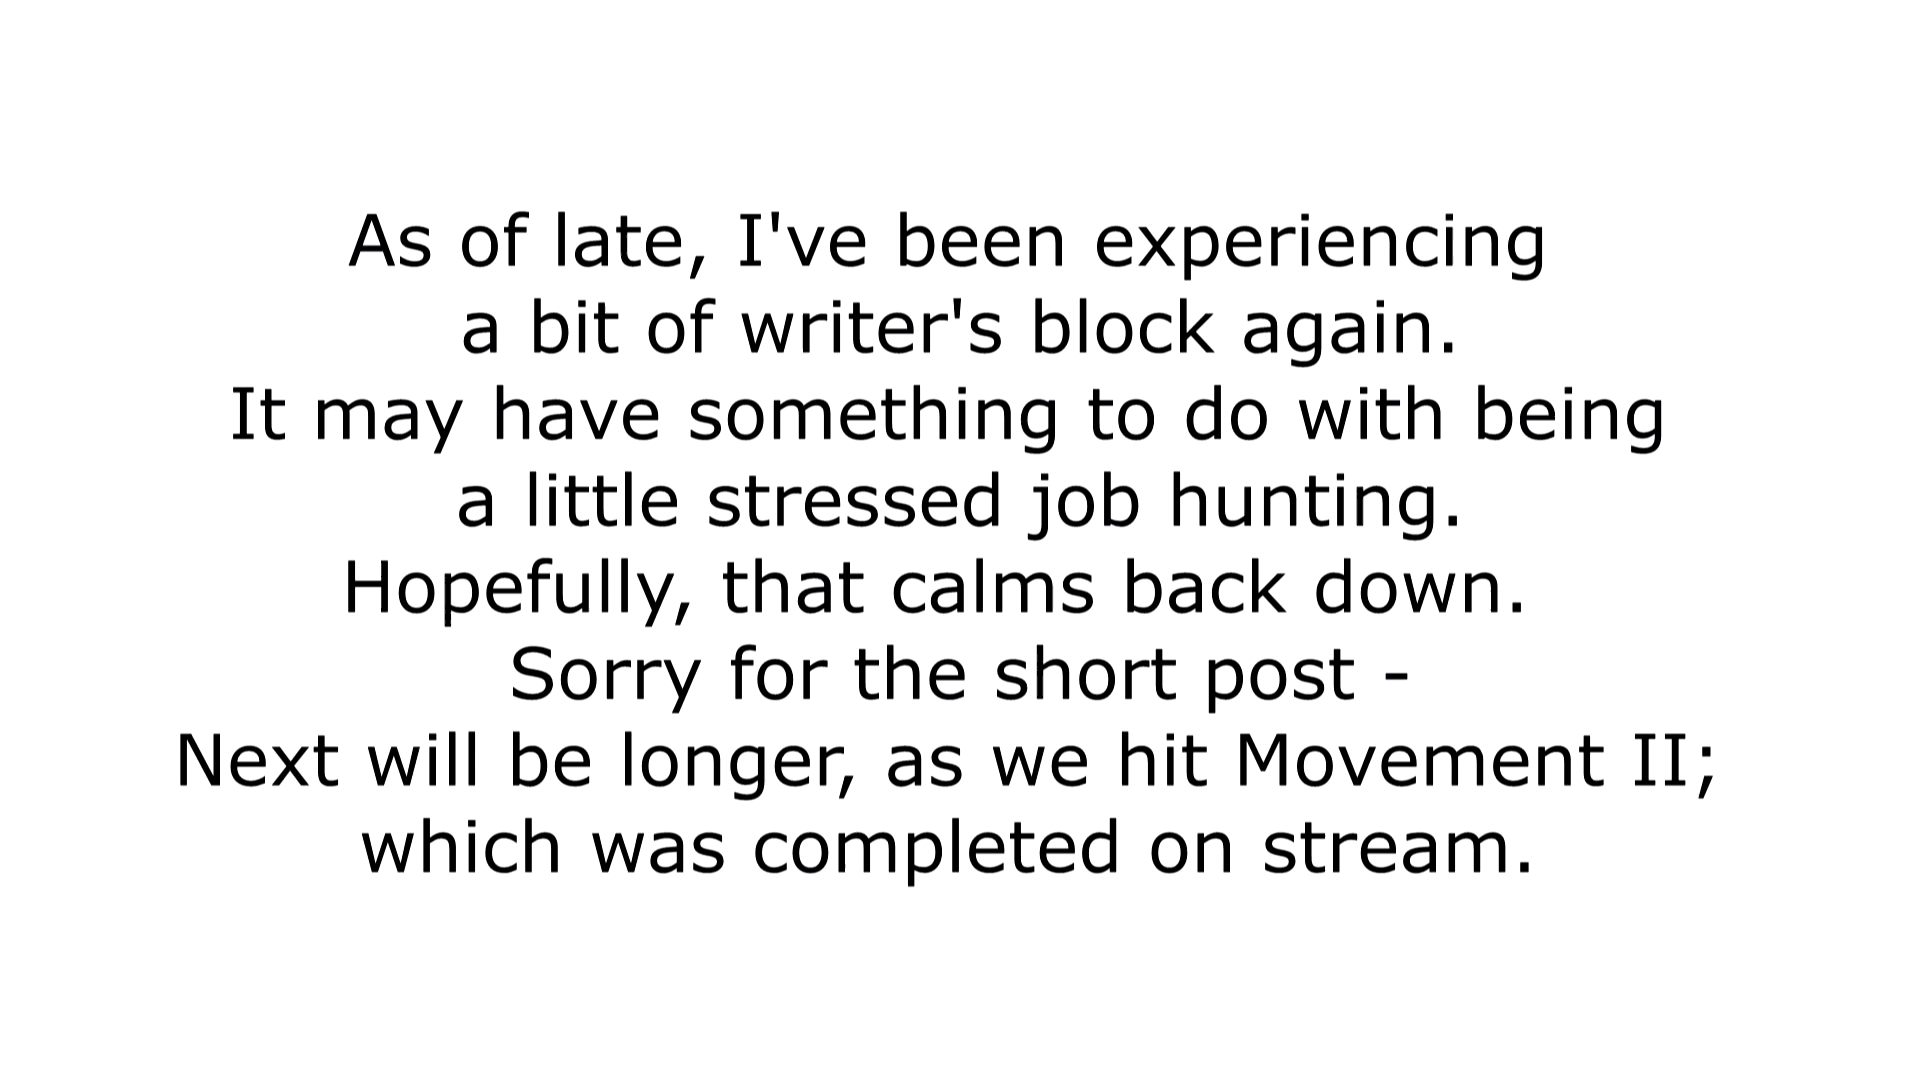 As of late, I've been experiencing
a bit of writer's block again.
It may have something to do with being
a little stressed job hunting.
Hopefully, that calms back down.
Sorry for the short post -
Next will be longer, as we hit Movement II;
which was completed on stream.